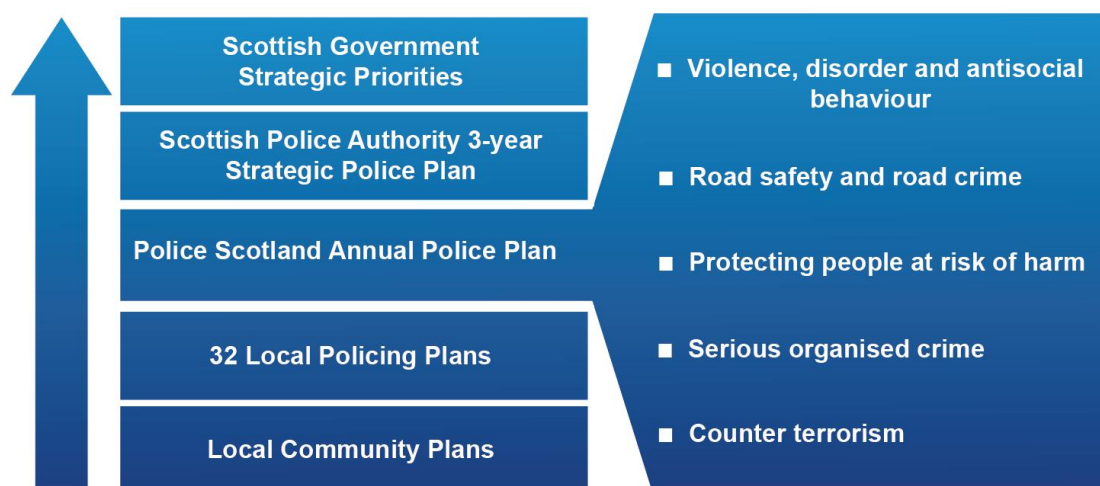 Scottish Government
Strategic Priorities
Scottish Police Authority 3-year
Strategic Police Plan
Police Scotland Annual Police Plan
32 Local Policing Plans
Local Community Plans
■ Violence, disorder and antisocial
behaviour
■ Road safety and road crime
■ Protecting people at risk of harm
■ Serious organised crime
■ Counter terrorism